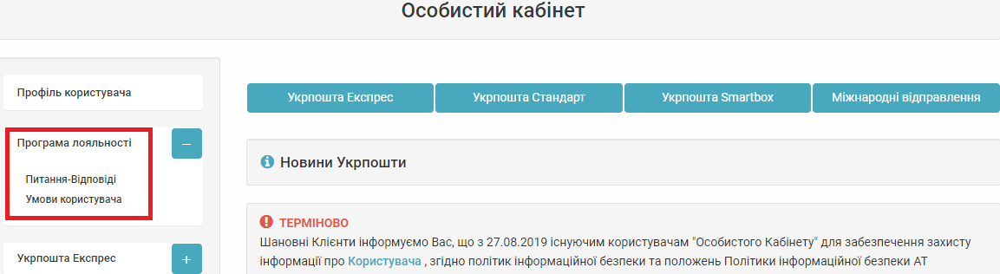 Особистий кабінет
Профіль користувача
Програма лояльності
Питання-Відповіді
Умови користувача
Укрпошта Експрес
Укрпошта Експрес
Укрпошта Стандарт
Укрпошта Smartbox
Міжнародні відправлення
Новини Укрпошти
ТЕРМІНОВО
Шановні Клієнти інформуємо Вас, що з 27.08.2019 існуючим користувачам "Особистого Кабінету" для забезпечення захисту
інформації про Користувача , згідно політик інформаційної безпеки та положень Політики інформаційної безпеки АТ